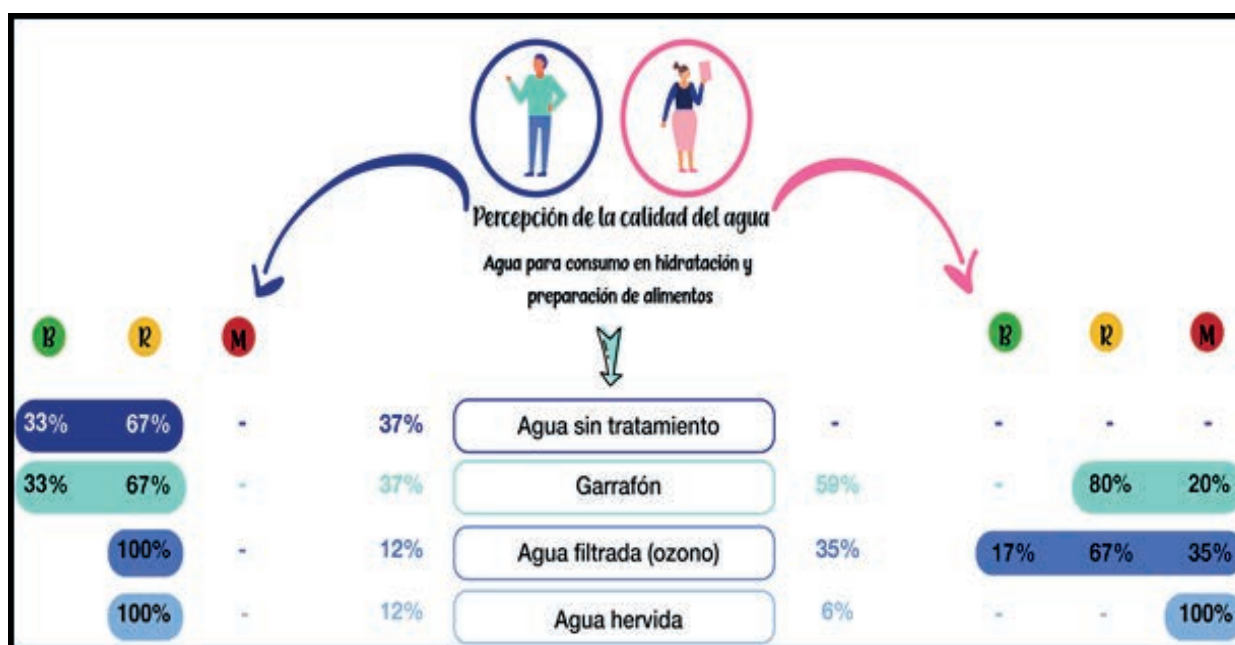 Percepción de la calidad del agua
Agua para consumo en hidratación y
preparación de alimentos
B R M B R M
33% 67% - 37% Agua sin tratamiento - - - -
33% 67% - 37% Garrafón 59% - 80% 20%
100% - 12% Agua filtrada (ozono) 35% 17% 67% 35%
100% - 12% Agua hervida 6% - - 100%